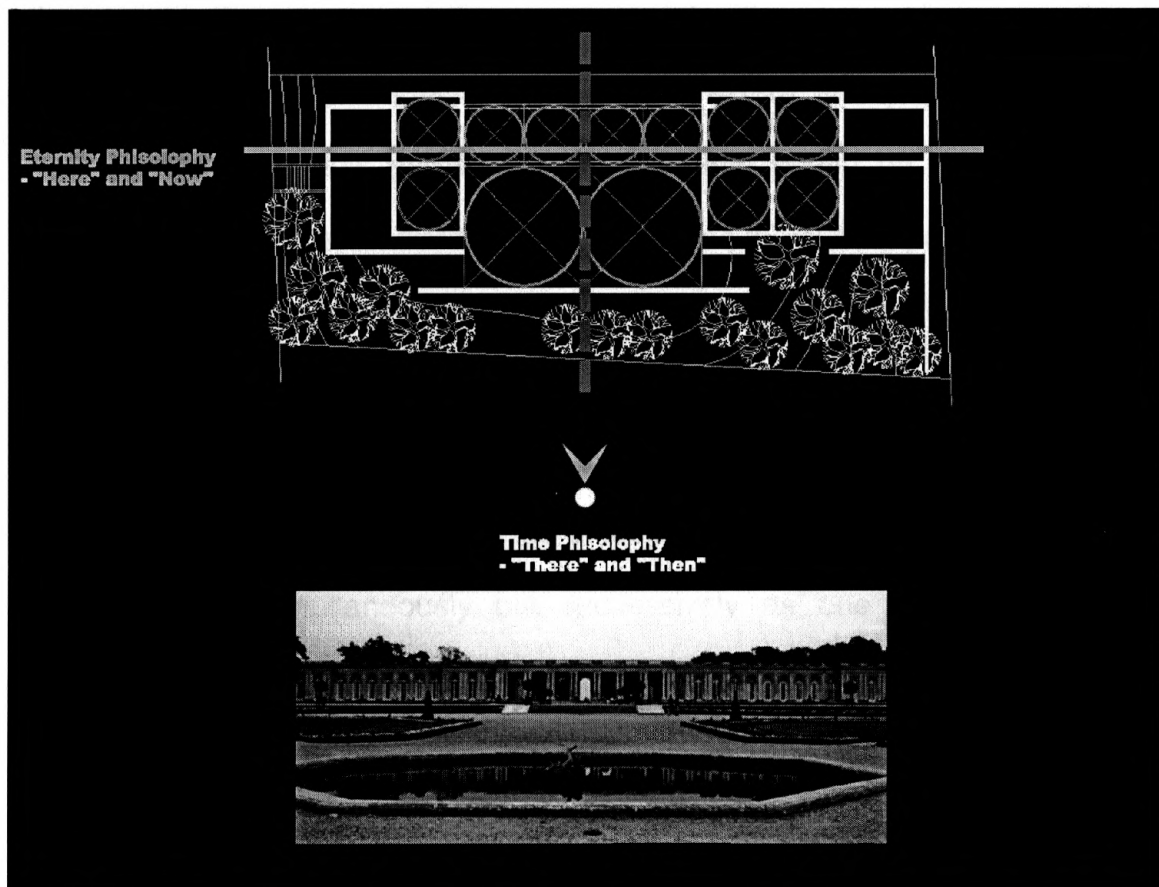 Eternity Phisolophy
- "Here" and "Now"
Time Phisolophy
- "There" and "Then"